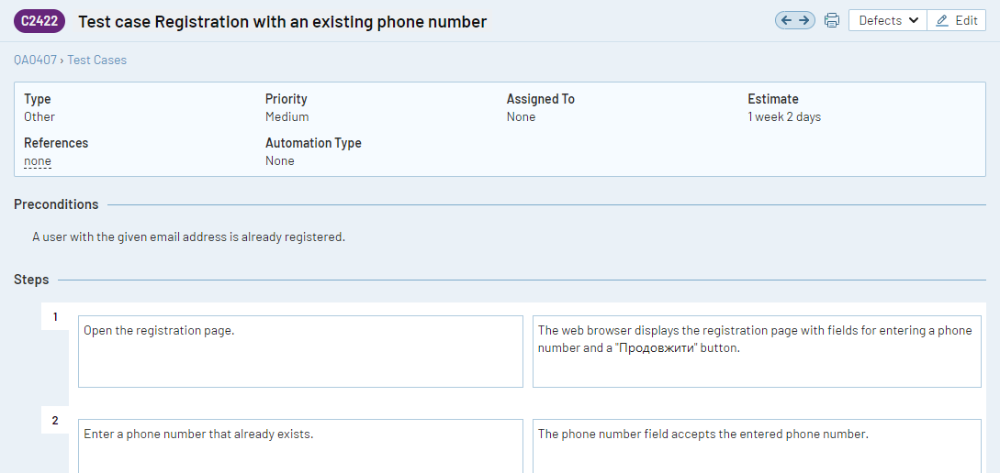 C2422 Test case Registration with an existing phone number Defects Edit
QA0407 › Test Cases
Type Priority Assigned To Estimate
Other Medium None 1 week 2 days
References Automation Type
none None
Preconditions
A user with the given email address is already registered.
Steps
1
Open the registration page. The web browser displays the registration page with fields for entering a phone
number and a "Продовжити" button.
2
Enter a phone number that already exists. The phone number field accepts the entered phone number.